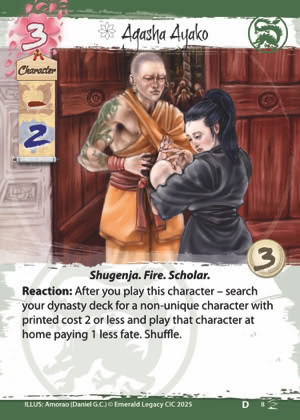 3
Agasha Ayako
Character
2
3
Shugenja. Fire. Scholar.
Reaction: After you play this character – search
your dynasty deck for a non-unique character with
printed cost 2 or less and play that character at
home paying 1 less fate. Shuffle.
ILLUS: Amorao (Daniel G.C.) © Emerald Legacy CIC 2025
D 8